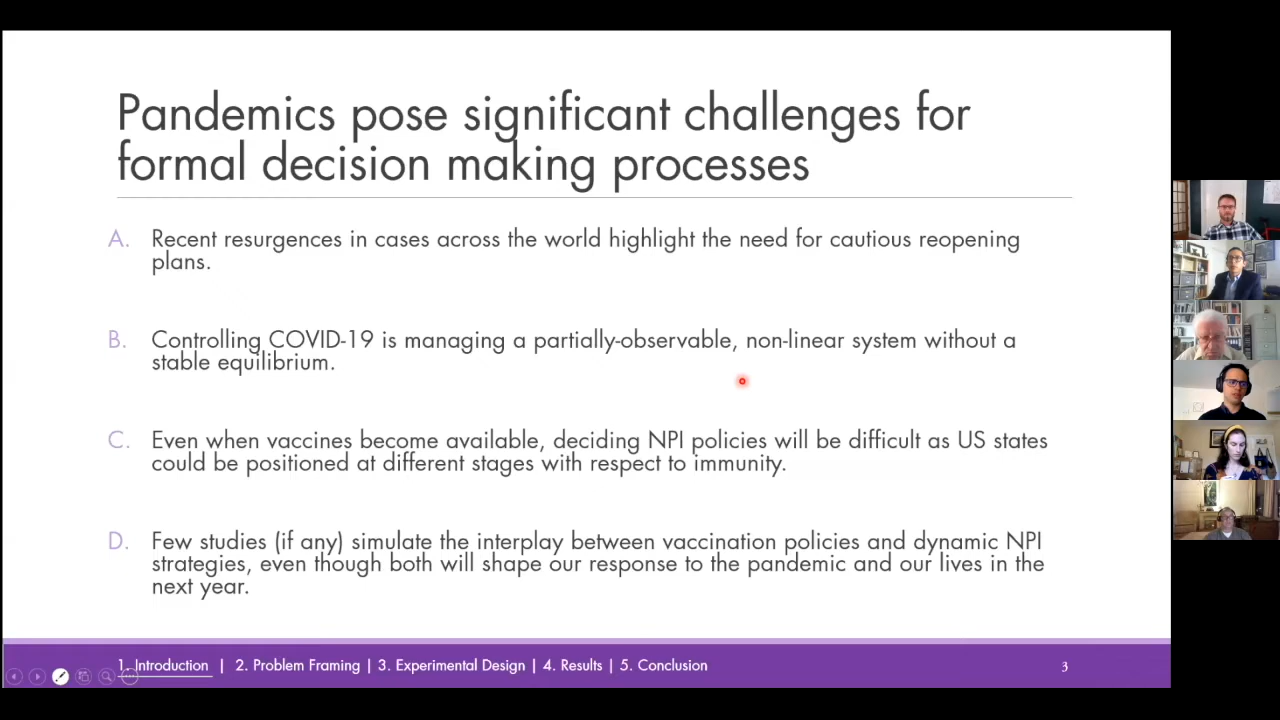 Pandemics pose significant challenges for
formal decision making processes
A. Recent resurgences in cases across the world highlight the need for cautious reopening
plans.
B. Controlling COVID-19 is managing a partially-observable, non-linear system without a
stable equilibrium.
C. Even when vaccines become available, deciding NPI policies will be difficult as US states
could be positioned at different stages with respect to immunity.
D. Few studies (if any) simulate the interplay between vaccination policies and dynamic NPI
strategies, even though both will shape our response to the pandemic and our lives in the
next year.
1. Introduction | 2. Problem Framing | 3. Experimental Design | 4. Results | 5. Conclusion 3